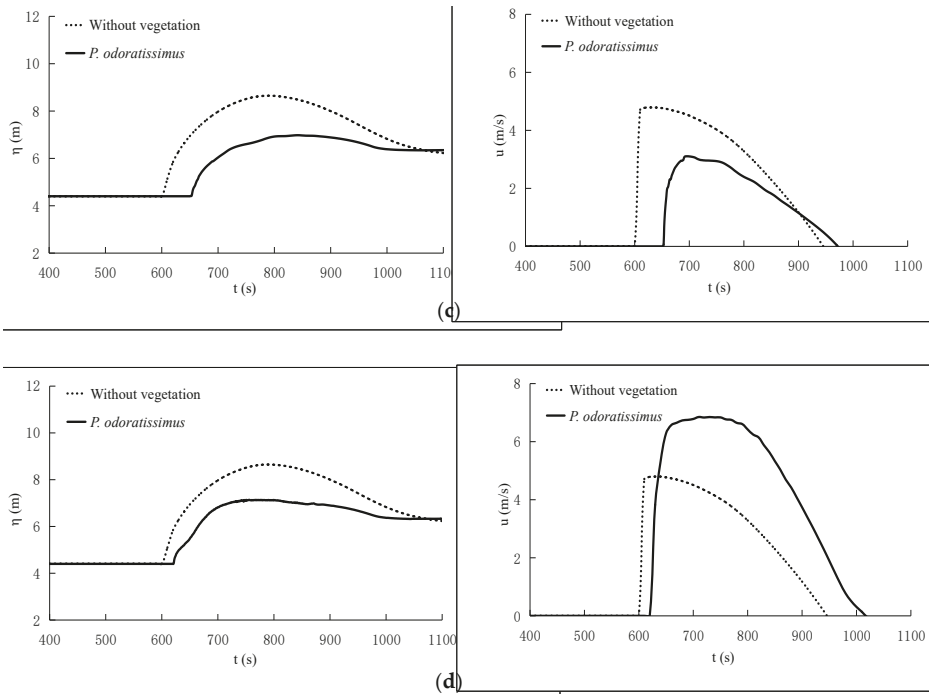 12
10
8
6
4
2
η (m)
Without vegetation
P. odoratissimus
400 500 600 700 800 900 1000 110
t (s)
8
6
4
2
0
u (m/s)
Without vegetation
P. odoratissimus
400 500 600 700 800 900 1000 1100
t (s)
(c)
12
10
8
6
4
2
η (m)
Without vegetation
P. odoratissimus
400 500 600 700 800 900 1000 1100
t (s)
8
6
4
2
0
u (m/s)
Without vegetation
P. odoratissimus
400 500 600 700 800 900 1000 1100
t (s)
(d)